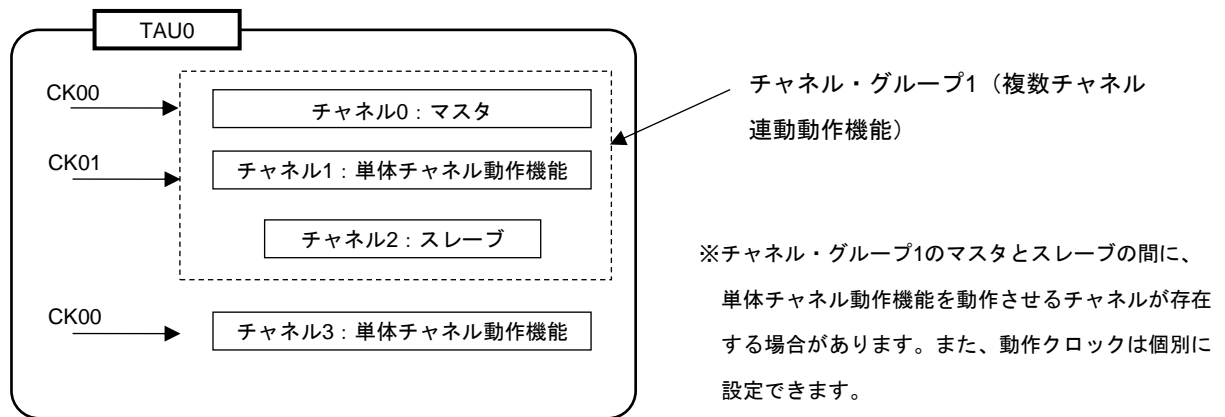 TAU0
CK00
チャネル0：マスタ
CK01
チャネル1：単体チャネル動作機能
チャネル2：スレーブ
CK00
チャネル3：単体チャネル動作機能
チャネル・グループ1（複数チャネル
連動動作機能）
※チャネル・グループ1のマスタとスレーブの間に、
単体チャネル動作機能を動作させるチャネルが存在
する場合があります。また、動作クロックは個別に
設定できます。